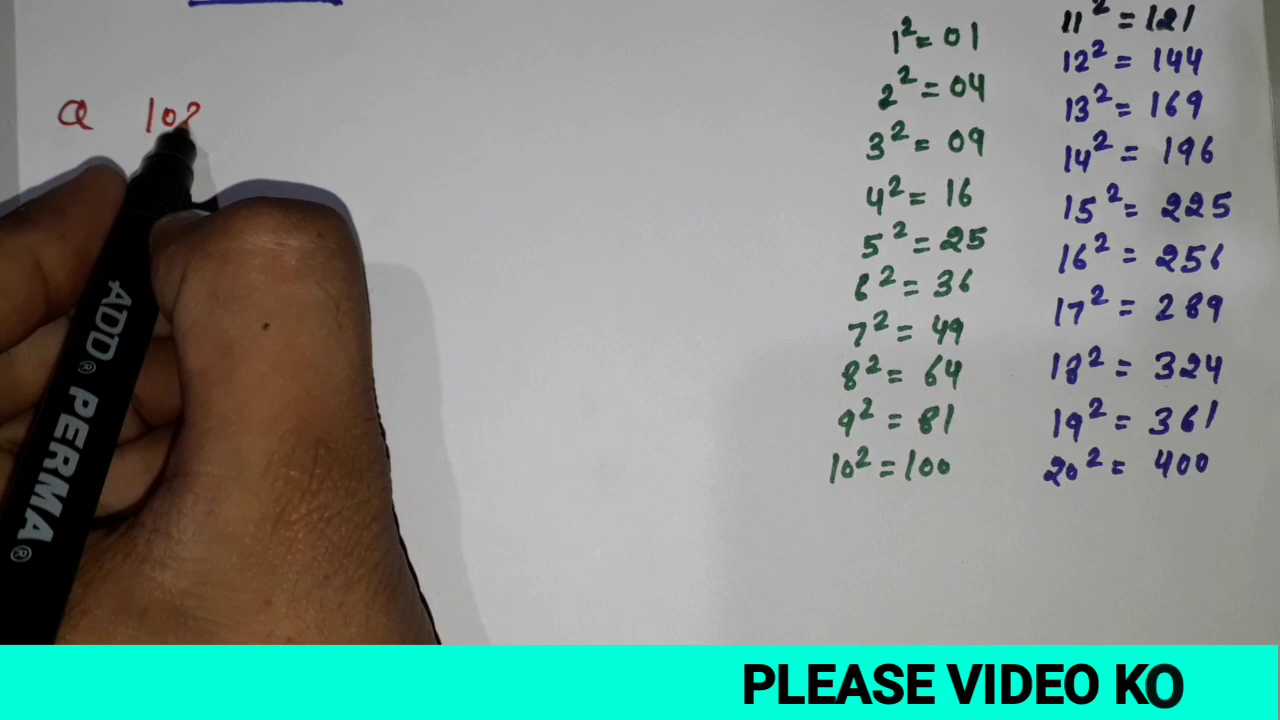 Q 102
1² = 01
2² = 04
3² = 09
4² = 16
5² = 25
6² = 36
7² = 49
8² = 64
9² = 81
10² = 100
11² = 121
12² = 144
13² = 169
14² = 196
15² = 225
16² = 256
17² = 289
18² = 324
19² = 361
20² = 400
ADD® PERMA®
PLEASE VIDEO KO